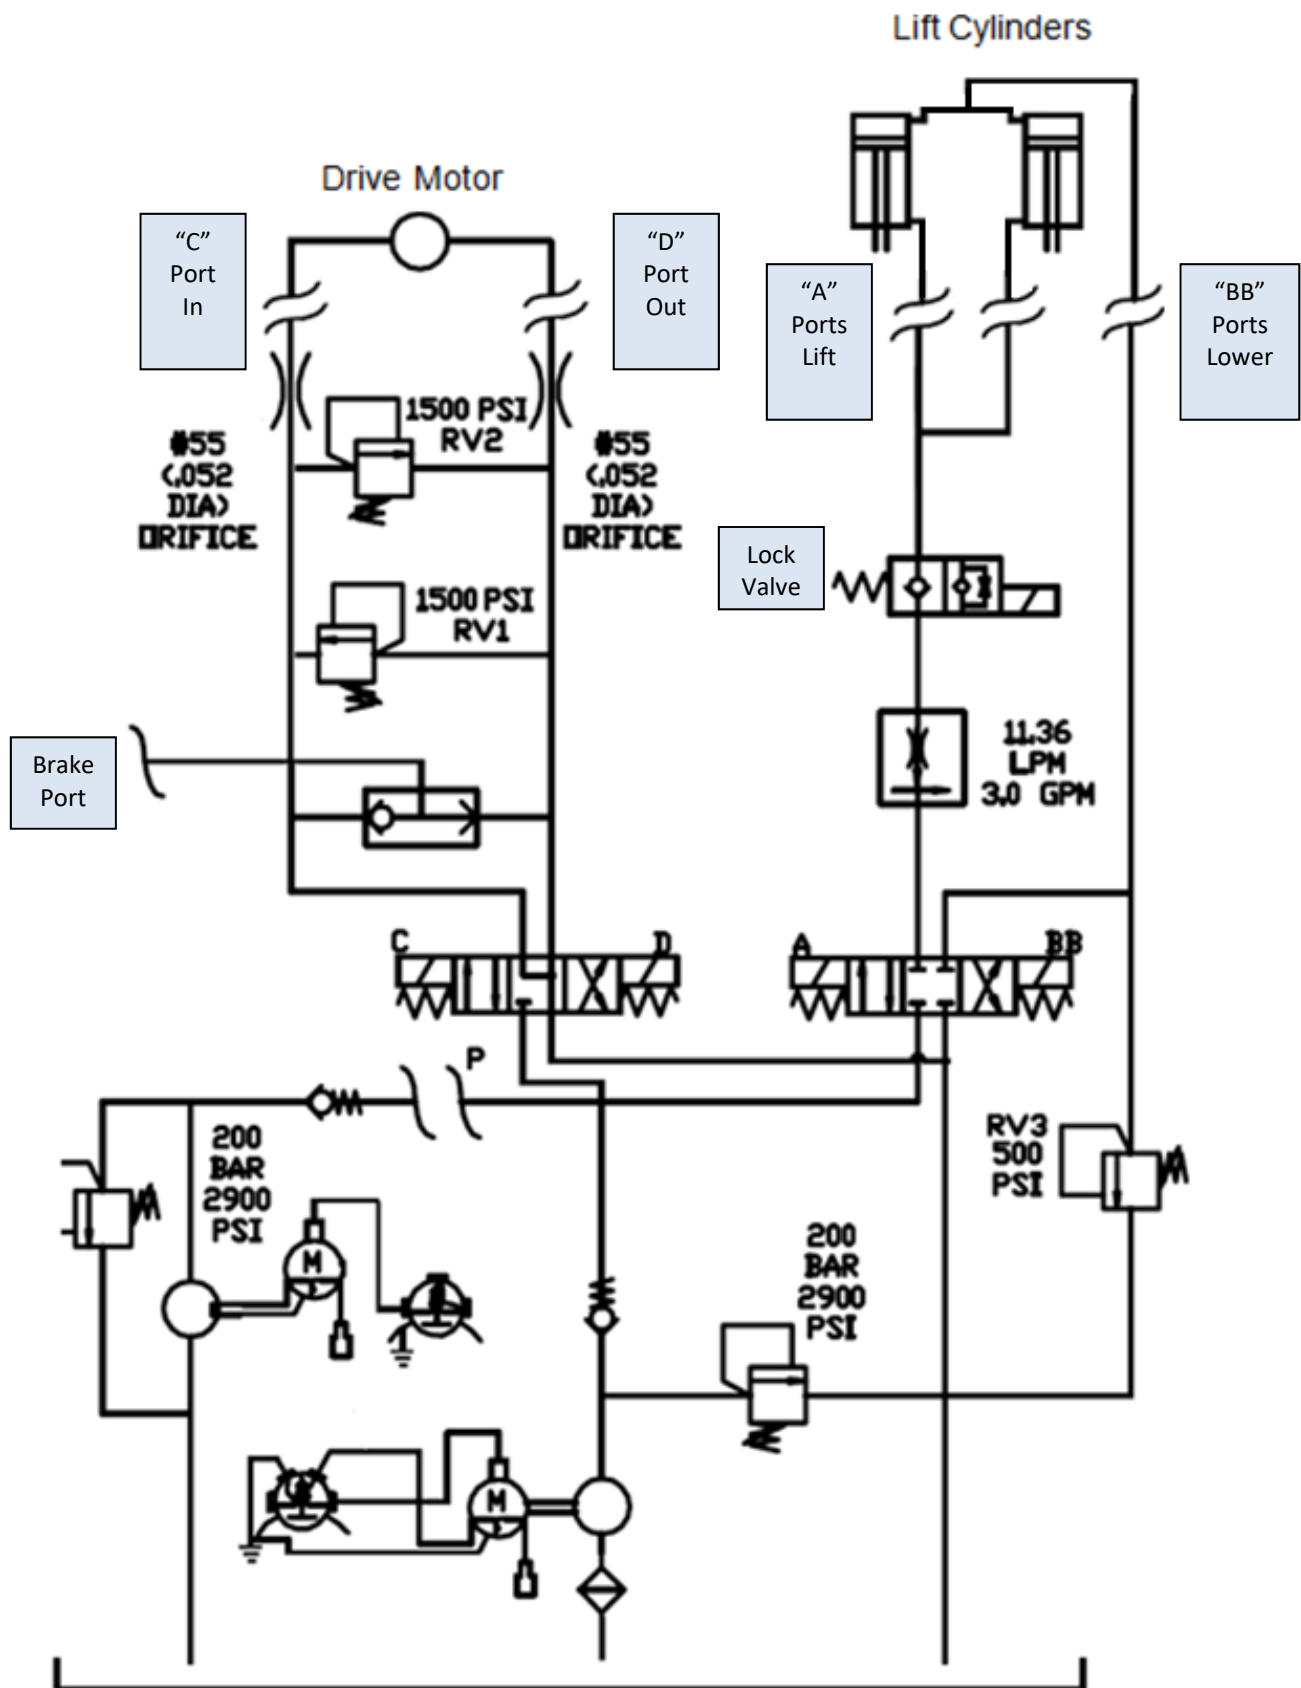 Lift Cylinders
Drive Motor
“C”
Port
In
“D”
Port
Out
“A”
Ports
Lift
“BB”
Ports
Lower
1500 PSI
RV2
#55
(.052
DIA)
ORIFICE
#55
(.052
DIA)
ORIFICE
Lock
Valve
1500 PSI
RV1
Brake
Port
11.36
LPM
3.0 GPM
C
D
A
BB
P
200
BAR
2900
PSI
RV3
500
PSI
M
200
BAR
2900
PSI
M